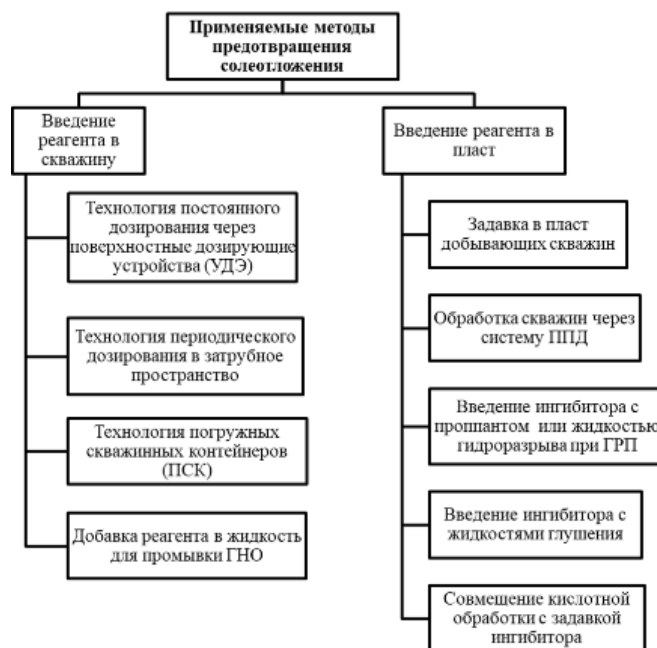 Применяемые методы
предотвращения
солеотложения
Введение
реагента в
скважину
Технология постоянного
дозирования через
поверхностные дозирующие
устройства (УДЭ)
Технология периодического
дозирования в затрубное
пространство
Технология погружных
скважинных контейнеров
(ПСК)
Добавка реагента в жидкость
для промывки ГНО
Введение реагента в
пласт
Задавка в пласт
добывающих скважин
Обработка скважин через
систему ППД
Введение ингибитора с
проппантом или жидкостью
гидроразрыва при ГРП
Введение ингибитора с
жидкостями глушения
Совмещение кислотной
обработки с задавкой
ингибитора